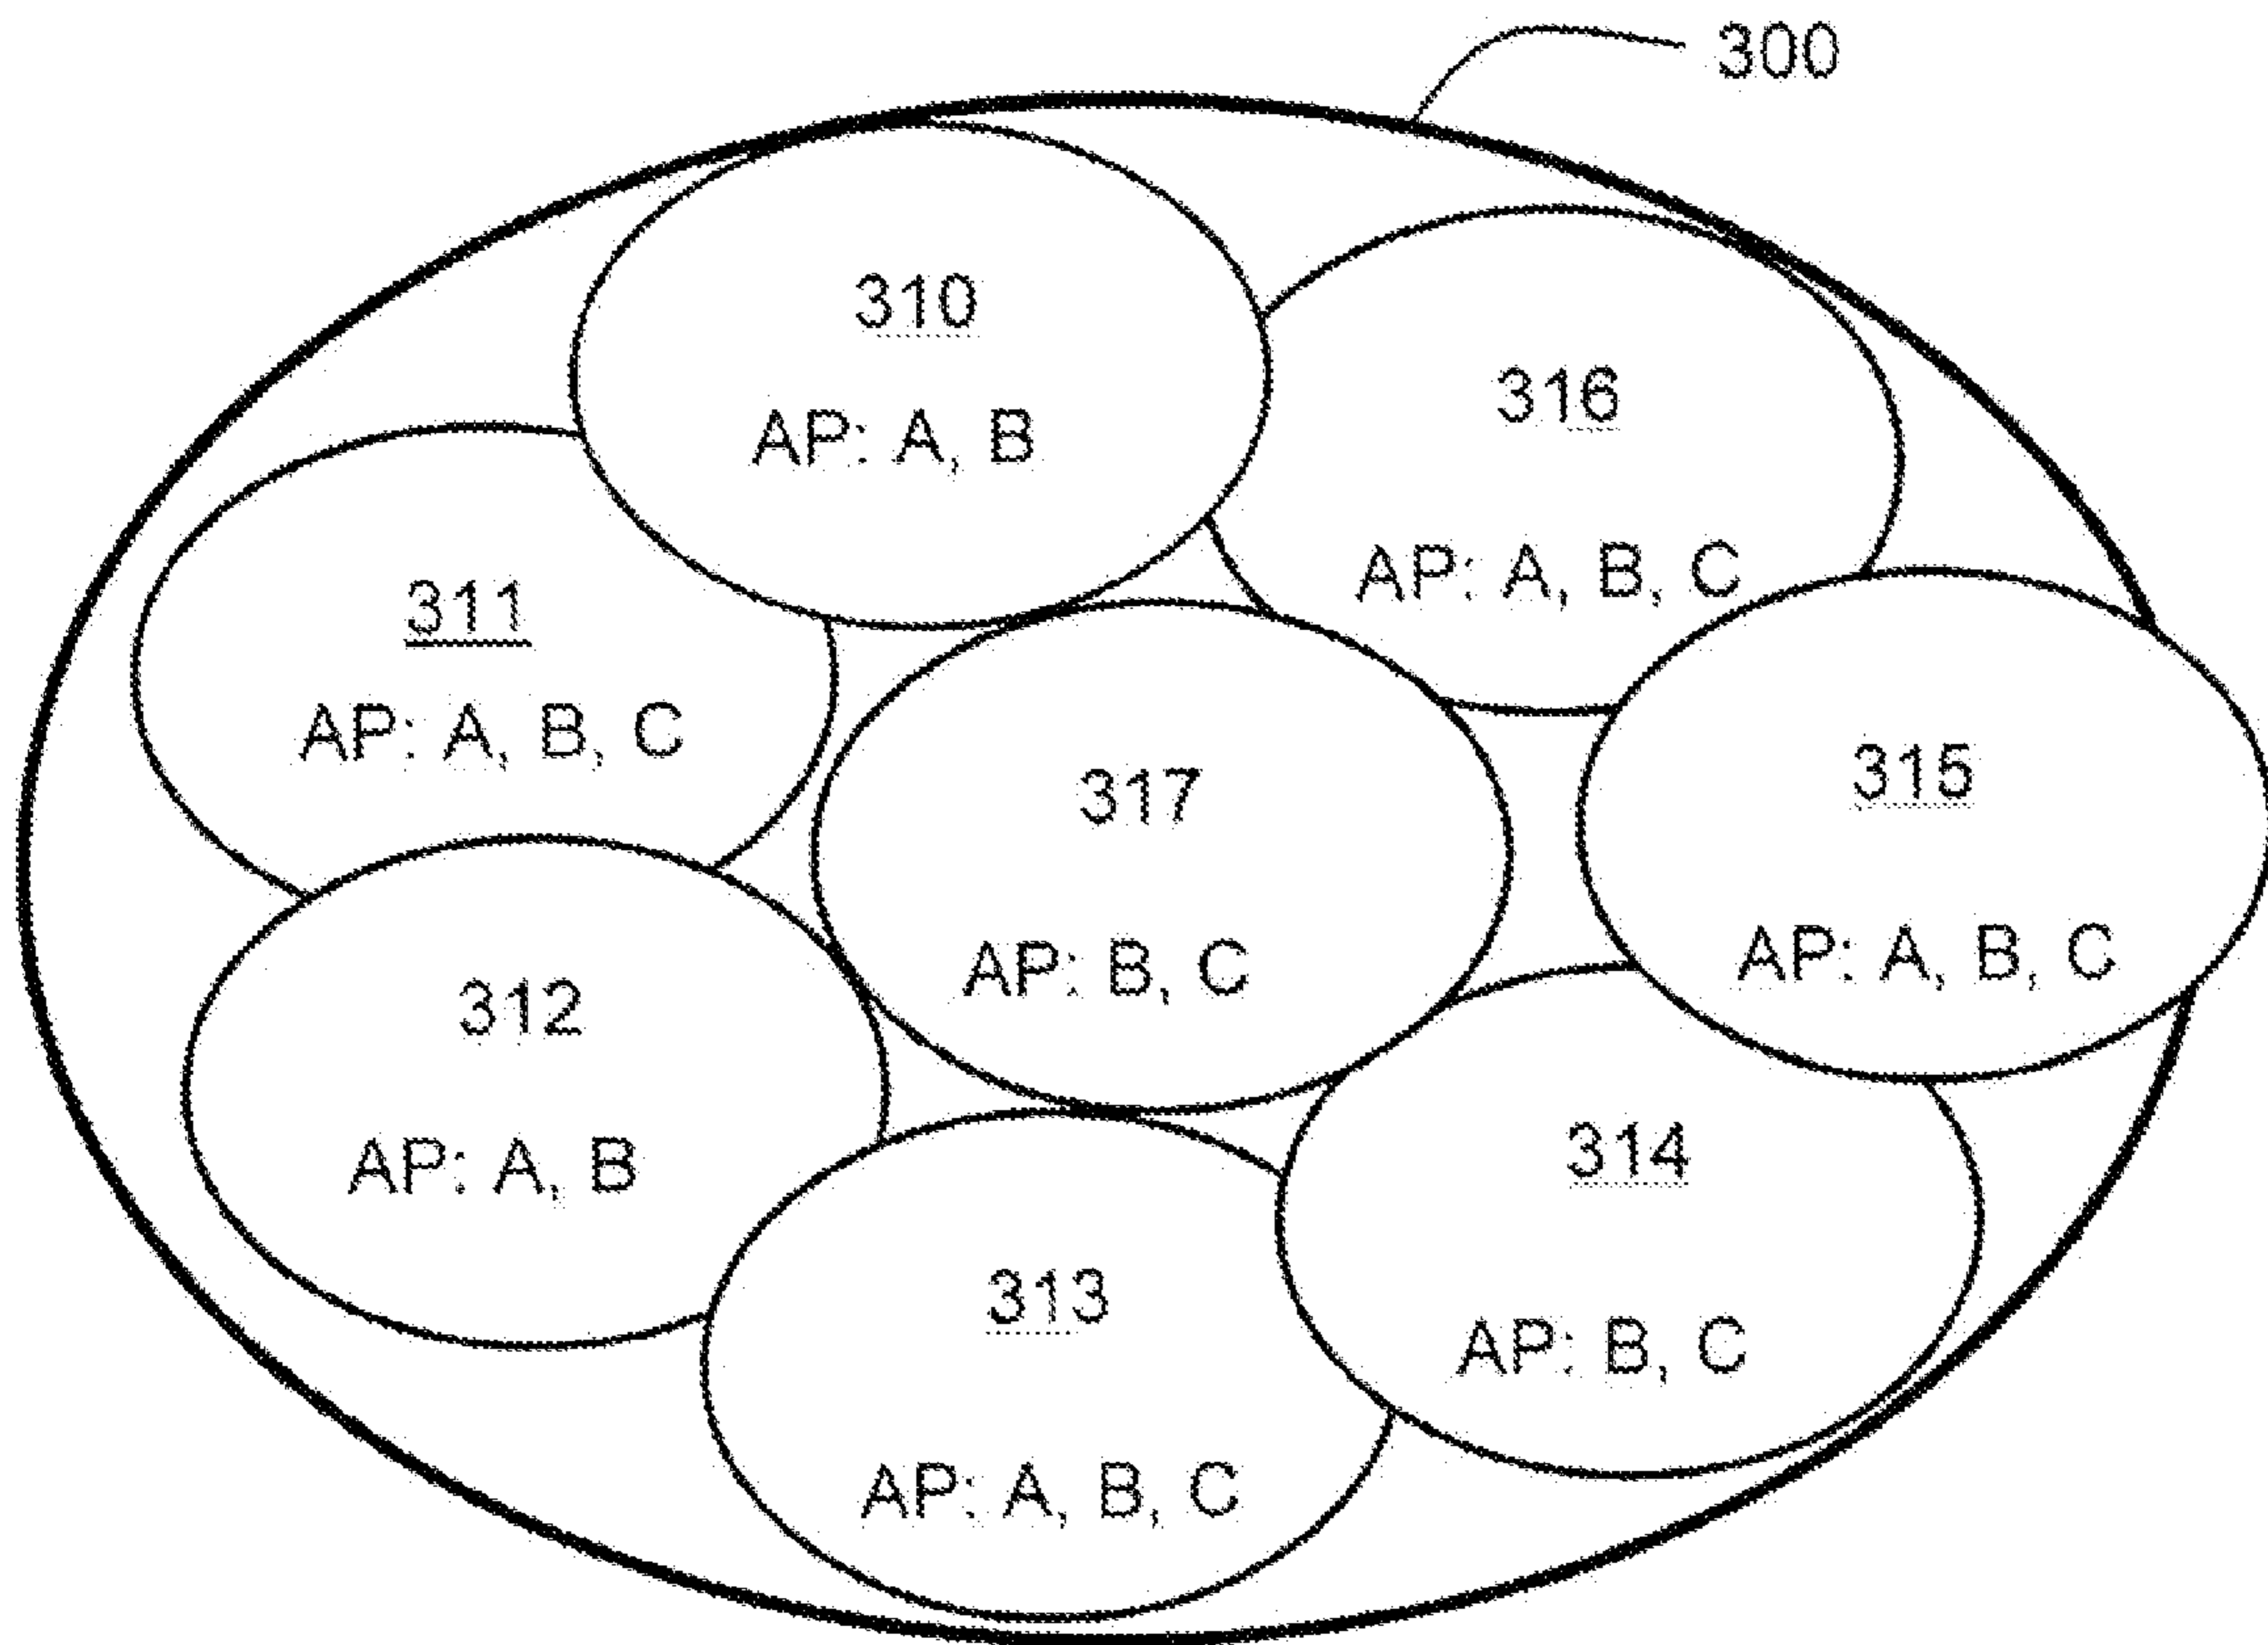 300
310
AP: A, B
316
AP: A, B, C
311
AP: A, B, C
317
AP: B, C
315
AP: A, B, C
312
AP: A, B
314
AP: B, C
313
AP: A, B, C